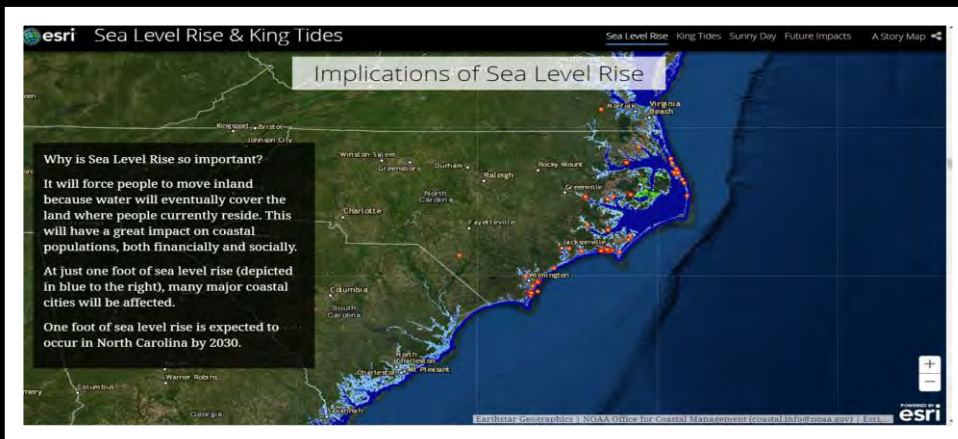 esri Sea Level Rise & King Tides
Sea Level Rise King Tides Sunny Day Future Impacts A Story Map
Implications of Sea Level Rise
Norfolk
Virginia
Beach
Kingsport
Bristol
Johnson City
Winston-Salem
Greensboro
Durham
Raleigh
Rocky Mount
Greenville
North
Carolina
Charlotte
Fayetteville
Jacksonville
Wilmington
Columbia
South
Carolina
North
Charleston
Charleston
Mt Pleasant
Columbus
Warner Robins
Georgia
Savannah
Why is Sea Level Rise so important?
It will force people to move inland
because water will eventually cover the
land where people currently reside. This
will have a great impact on coastal
populations, both financially and socially.
At just one foot of sea level rise (depicted
in blue to the right), many major coastal
cities will be affected.
One foot of sea level rise is expected to
occur in North Carolina by 2030.
+
−
POWERED BY
esri
Earthstar Geographics | NOAA Office for Coastal Management (coastal.info@noaa.gov) | Esri,...